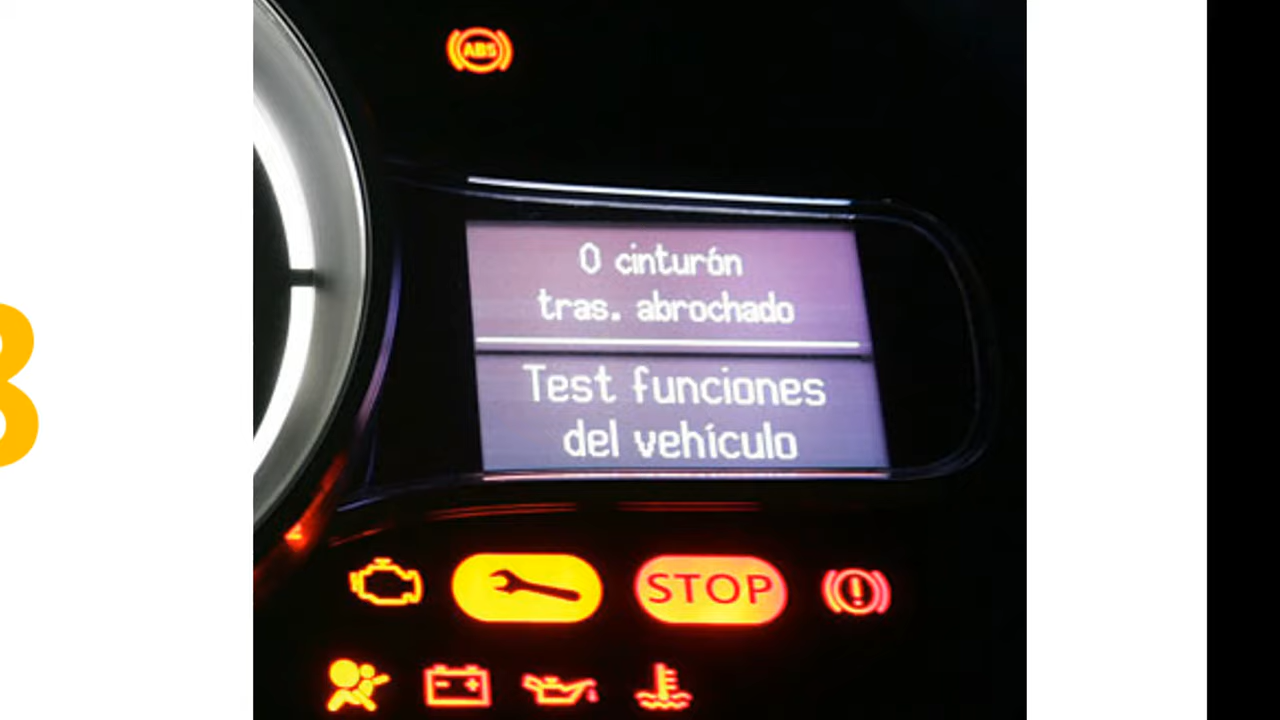 ABS
0 cinturón
tras. abrochado
Test funciones
del vehículo
STOP